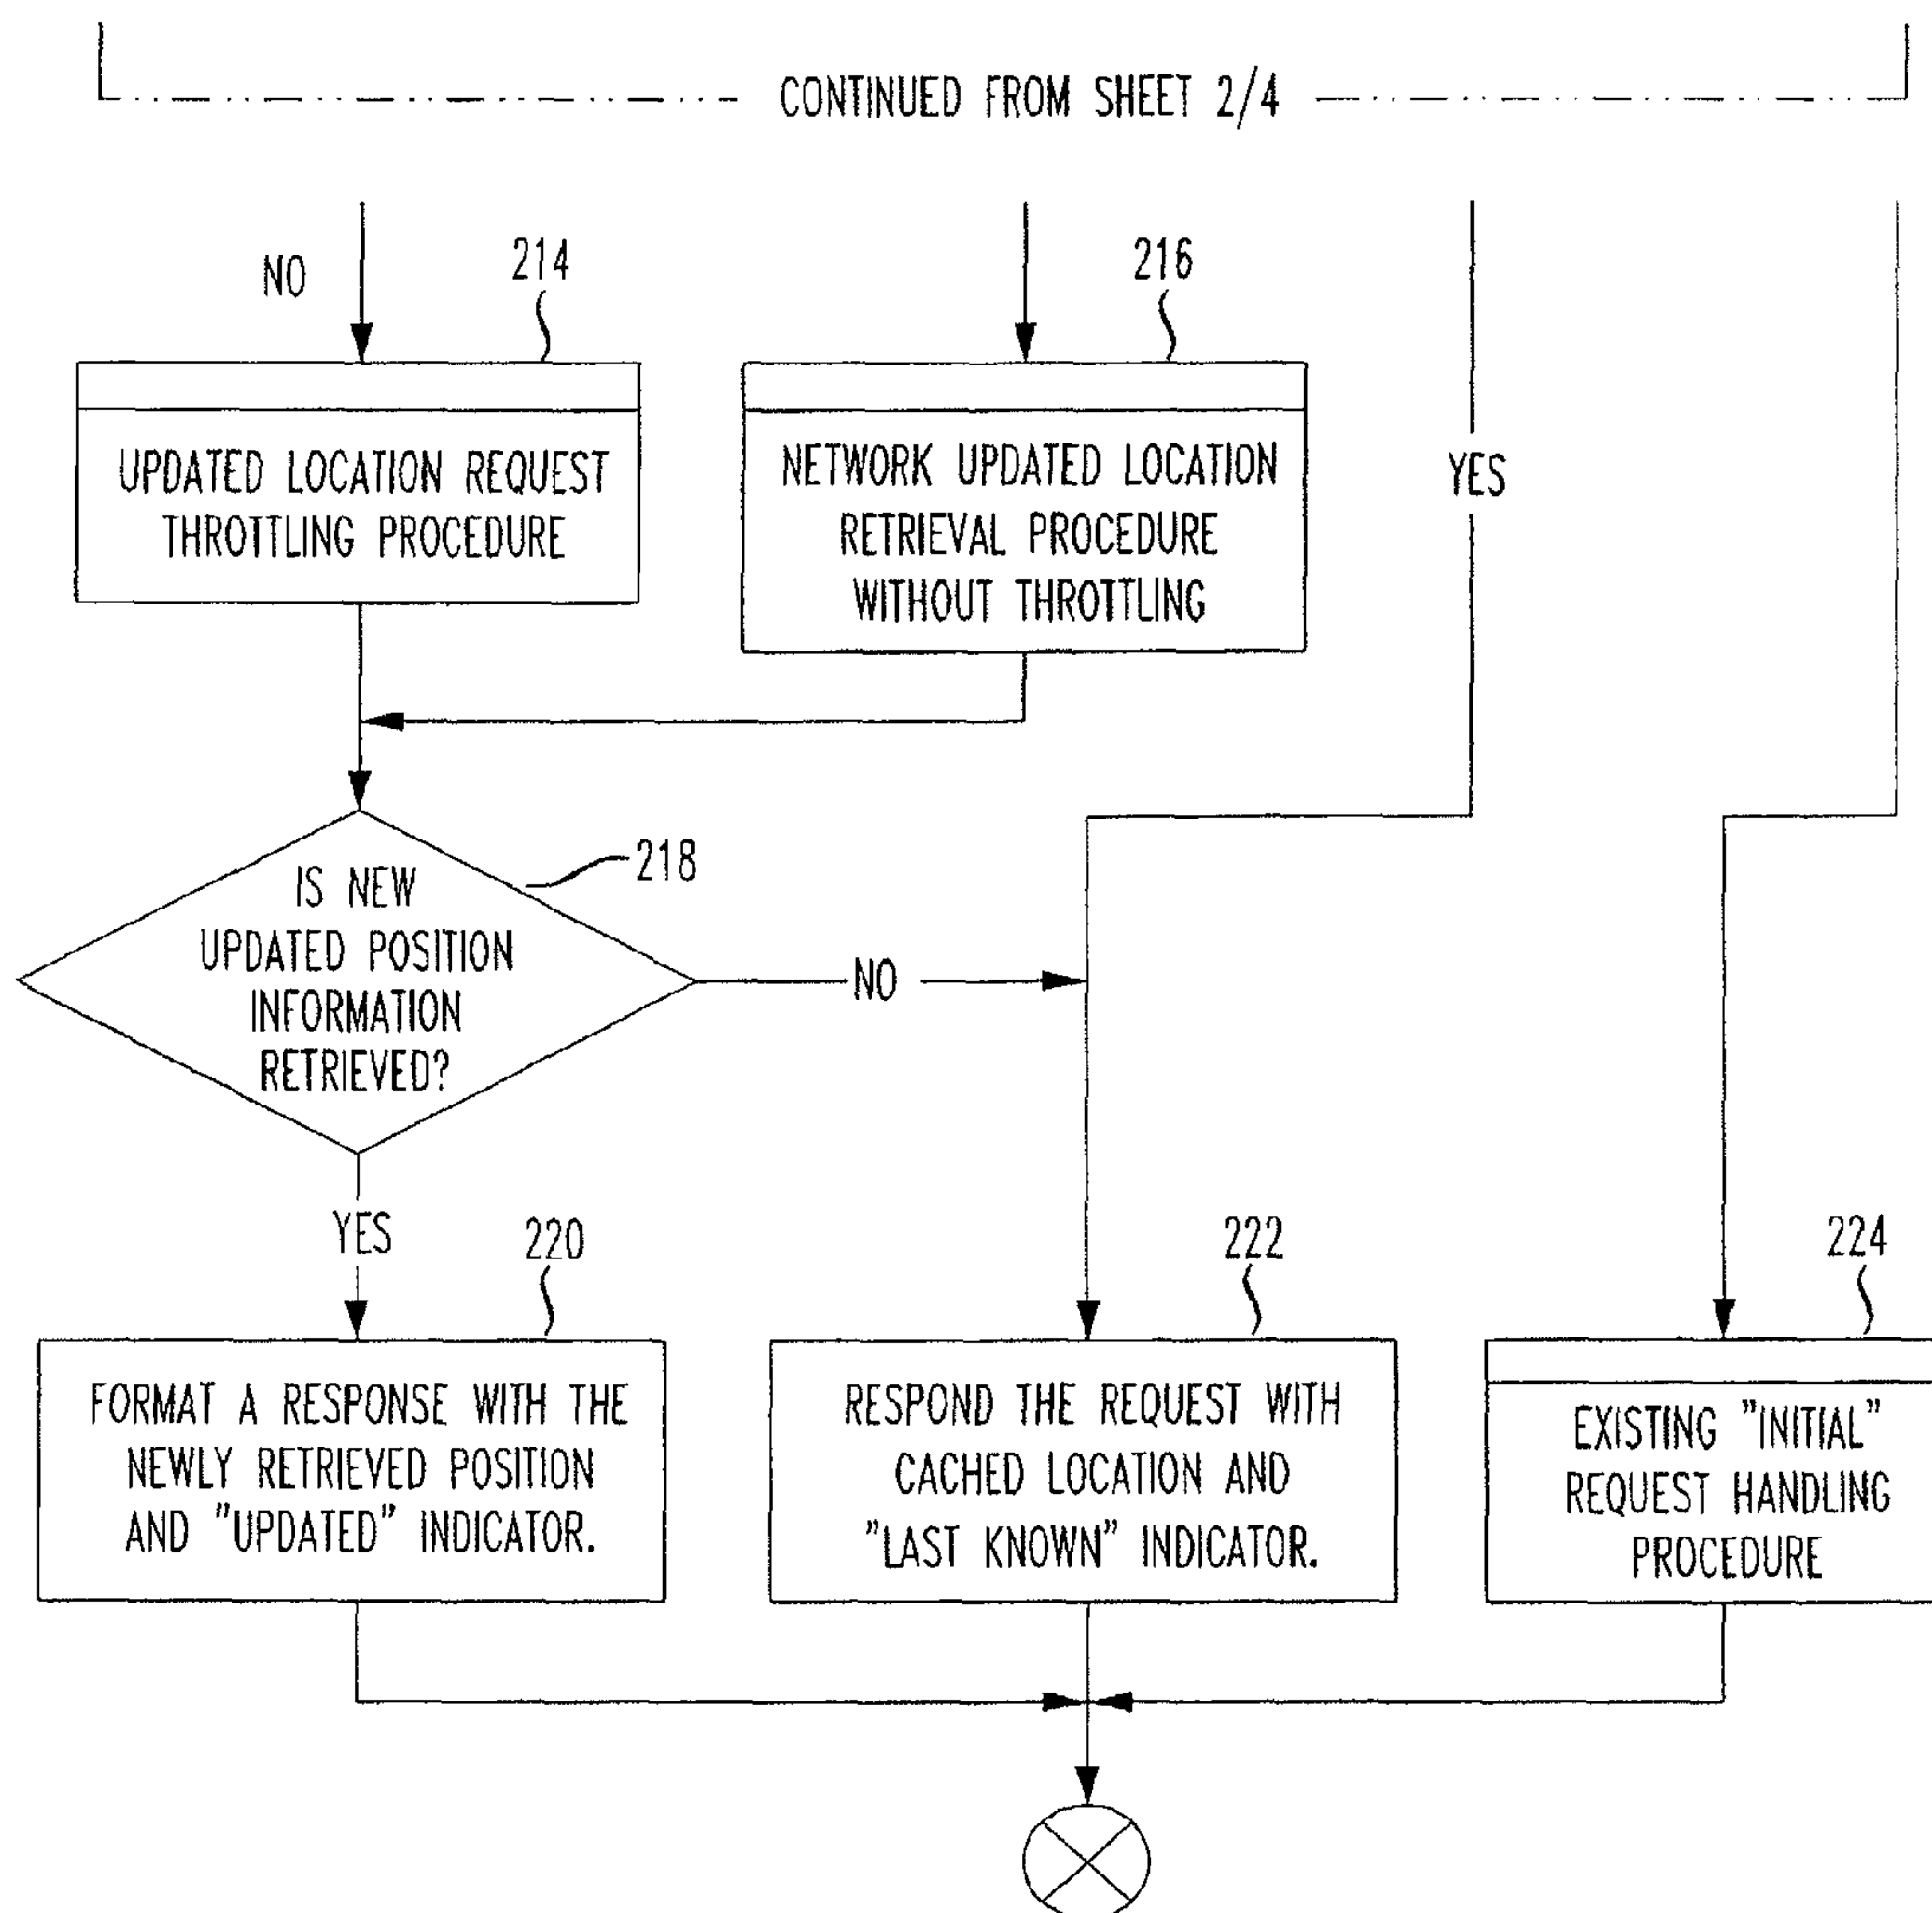 CONTINUED FROM SHEET 2/4
NO
214
216
UPDATED LOCATION REQUEST
THROTTLING PROCEDURE
NETWORK UPDATED LOCATION
RETRIEVAL PROCEDURE
WITHOUT THROTTLING
YES
218
IS NEW
UPDATED POSITION
INFORMATION
RETRIEVED?
NO
YES
220
222
224
FORMAT A RESPONSE WITH THE
NEWLY RETRIEVED POSITION
AND "UPDATED" INDICATOR.
RESPOND THE REQUEST WITH
CACHED LOCATION AND
"LAST KNOWN" INDICATOR.
EXISTING "INITIAL"
REQUEST HANDLING
PROCEDURE